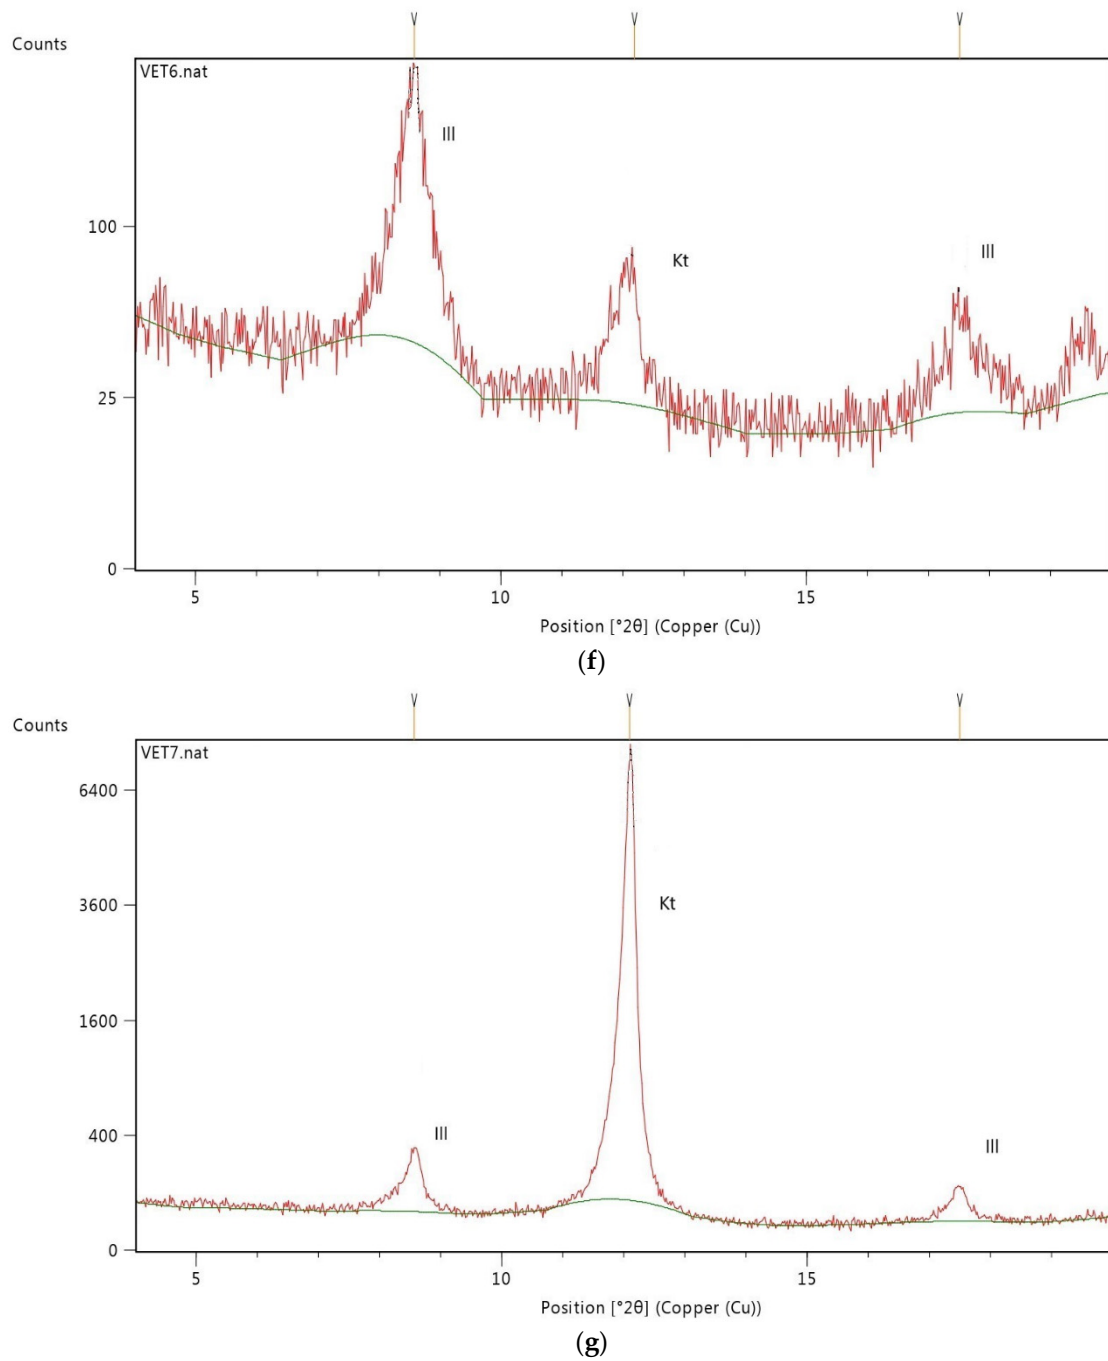 Counts
VET6.nat
Ill
Kt
Ill
100
25
0
5 10 15
Position [°2θ] (Copper (Cu))
(f)
Counts
VET7.nat
6400
3600
Kt
1600
400
Ill
Ill
0
5 10 15
Position [°2θ] (Copper (Cu))
(g)